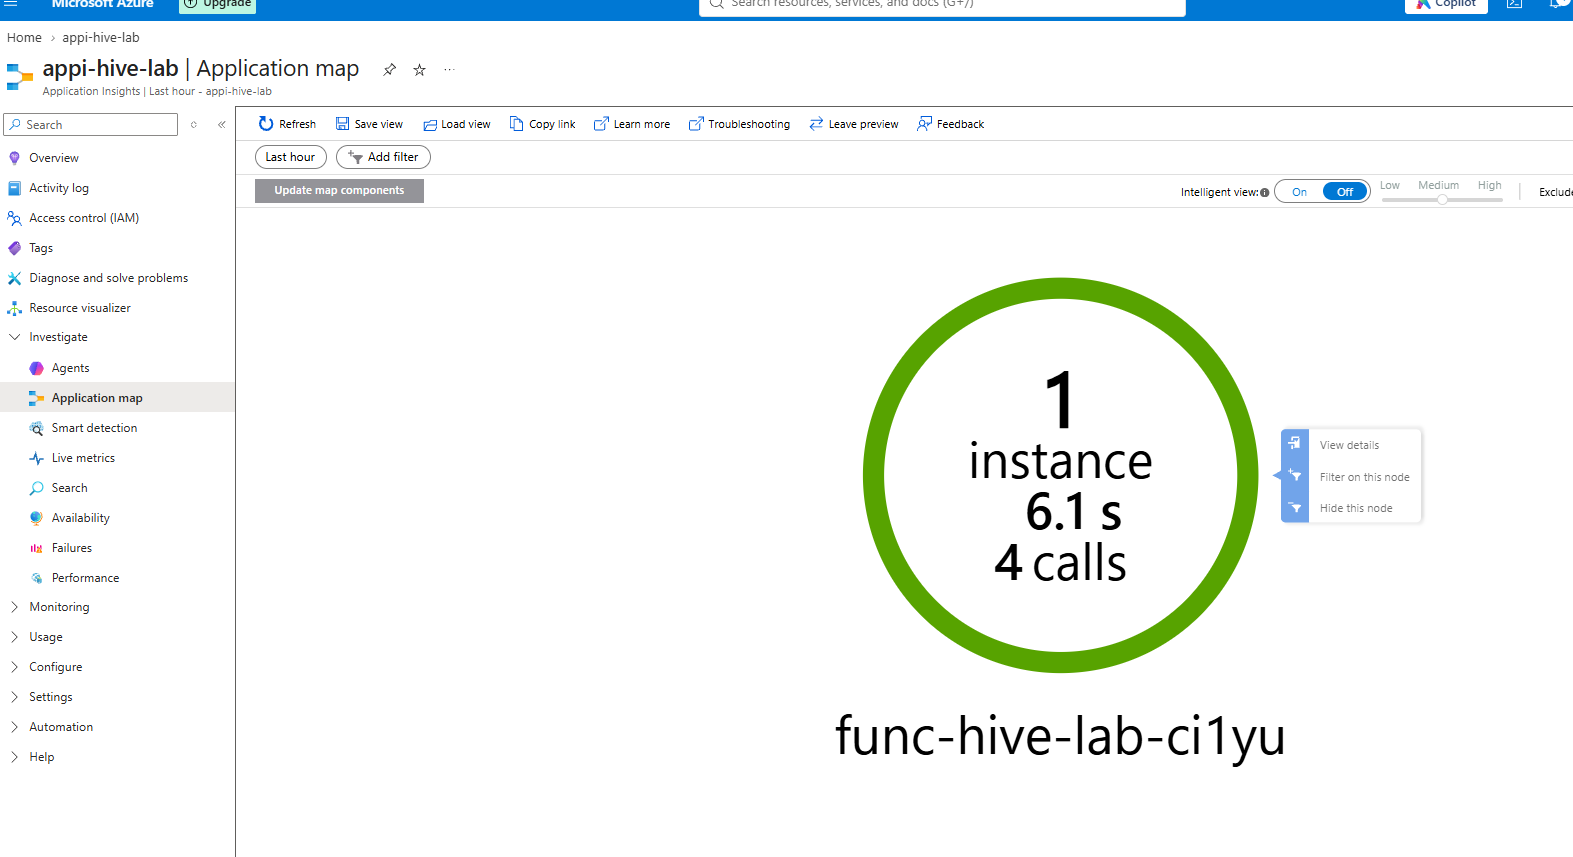 Microsoft Azure
Upgrade
Search resources, services, and docs (G+/)
Copilot
Home > appi-hive-lab
appi-hive-lab | Application map
Application Insights | Last hour - appi-hive-lab
Search
Refresh
Save view
Load view
Copy link
Learn more
Troubleshooting
Leave preview
Feedback
Last hour
Add filter
Update map components
Intelligent view:
On
Off
Low
Medium
High
Exclude
Overview
Activity log
Access control (IAM)
Tags
Diagnose and solve problems
Resource visualizer
Investigate
Agents
Application map
Smart detection
Live metrics
Search
Availability
Failures
Performance
Monitoring
Usage
Configure
Settings
Automation
Help
1
instance
6.1 s
4 calls
func-hive-lab-ci1yu
View details
Filter on this node
Hide this node